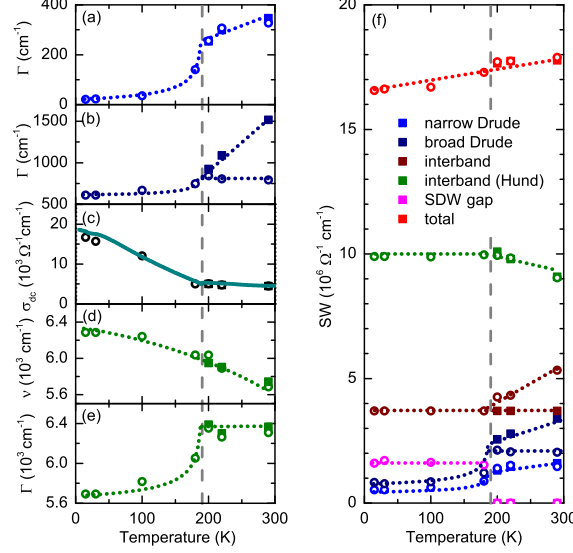 (a)
400
200
0
Γ (cm⁻¹)
(b)
1500
1000
500
Γ (cm⁻¹)
(c)
20
15
10
5
0
σdc (10³ Ω⁻¹cm⁻¹)
(d)
6.4
6.0
5.6
ν (10³ cm⁻¹)
(e)
6.4
6.0
5.6
Γ (10³ cm⁻¹)
0 100 200 300
Temperature (K)
(f)
20
15
10
5
0
SW (10⁶ Ω⁻¹ cm⁻¹)
narrow Drude
broad Drude
interband
interband (Hund)
SDW gap
total
0 100 200 300
Temperature (K)